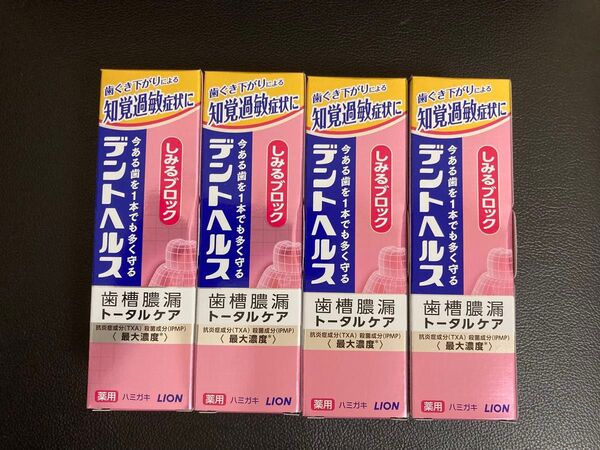 歯ぐき下がりによる
知覚過敏症状に
デントヘルス
今ある歯を1本でも多く守る
しみるブロック
歯槽膿漏
トータルケア
抗炎症成分(TXA) 殺菌成分(IPMP)
〈最大濃度*〉
薬用 ハミガキ LION
歯ぐき下がりによる
知覚過敏症状に
デントヘルス
今ある歯を1本でも多く守る
しみるブロック
歯槽膿漏
トータルケア
抗炎症成分(TXA) 殺菌成分(IPMP)
〈最大濃度*〉
薬用 ハミガキ LION
歯ぐき下がりによる
知覚過敏症状に
デントヘルス
今ある歯を1本でも多く守る
しみるブロック
歯槽膿漏
トータルケア
抗炎症成分(TXA) 殺菌成分(IPMP)
〈最大濃度*〉
薬用 ハミガキ LION
歯ぐき下がりによる
知覚過敏症状に
デントヘルス
今ある歯を1本でも多く守る
しみるブロック
歯槽膿漏
トータルケア
抗炎症成分(TXA) 殺菌成分(IPMP)
〈最大濃度*〉
薬用 ハミガキ LION